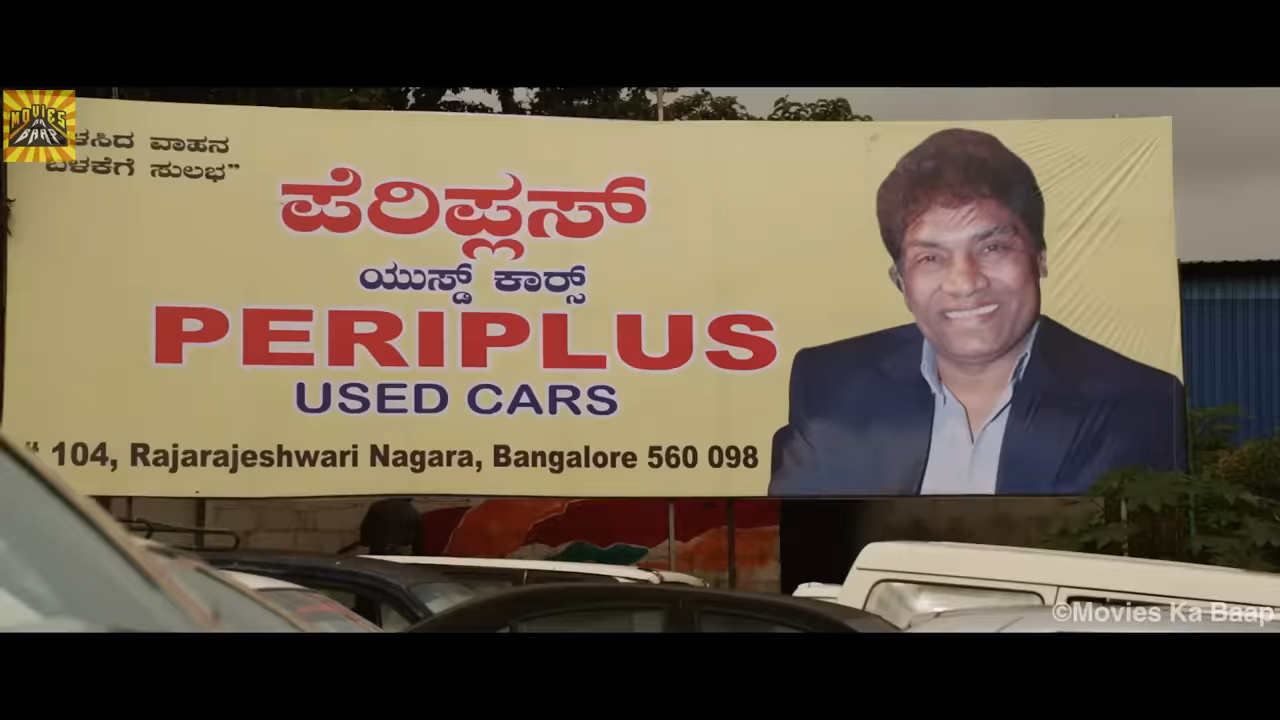 MOVIES
KA
BAAP
ವಾಹನ
ಬಳಕೆಗೆ ಸುಲಭ”
ಪೆರಿಪ್ಲಸ್
ಯುಸ್ಡ್ ಕಾರ್ಸ್
PERIPLUS
USED CARS
104, Rajarajeshwari Nagara, Bangalore 560 098
©Movies Ka Baap